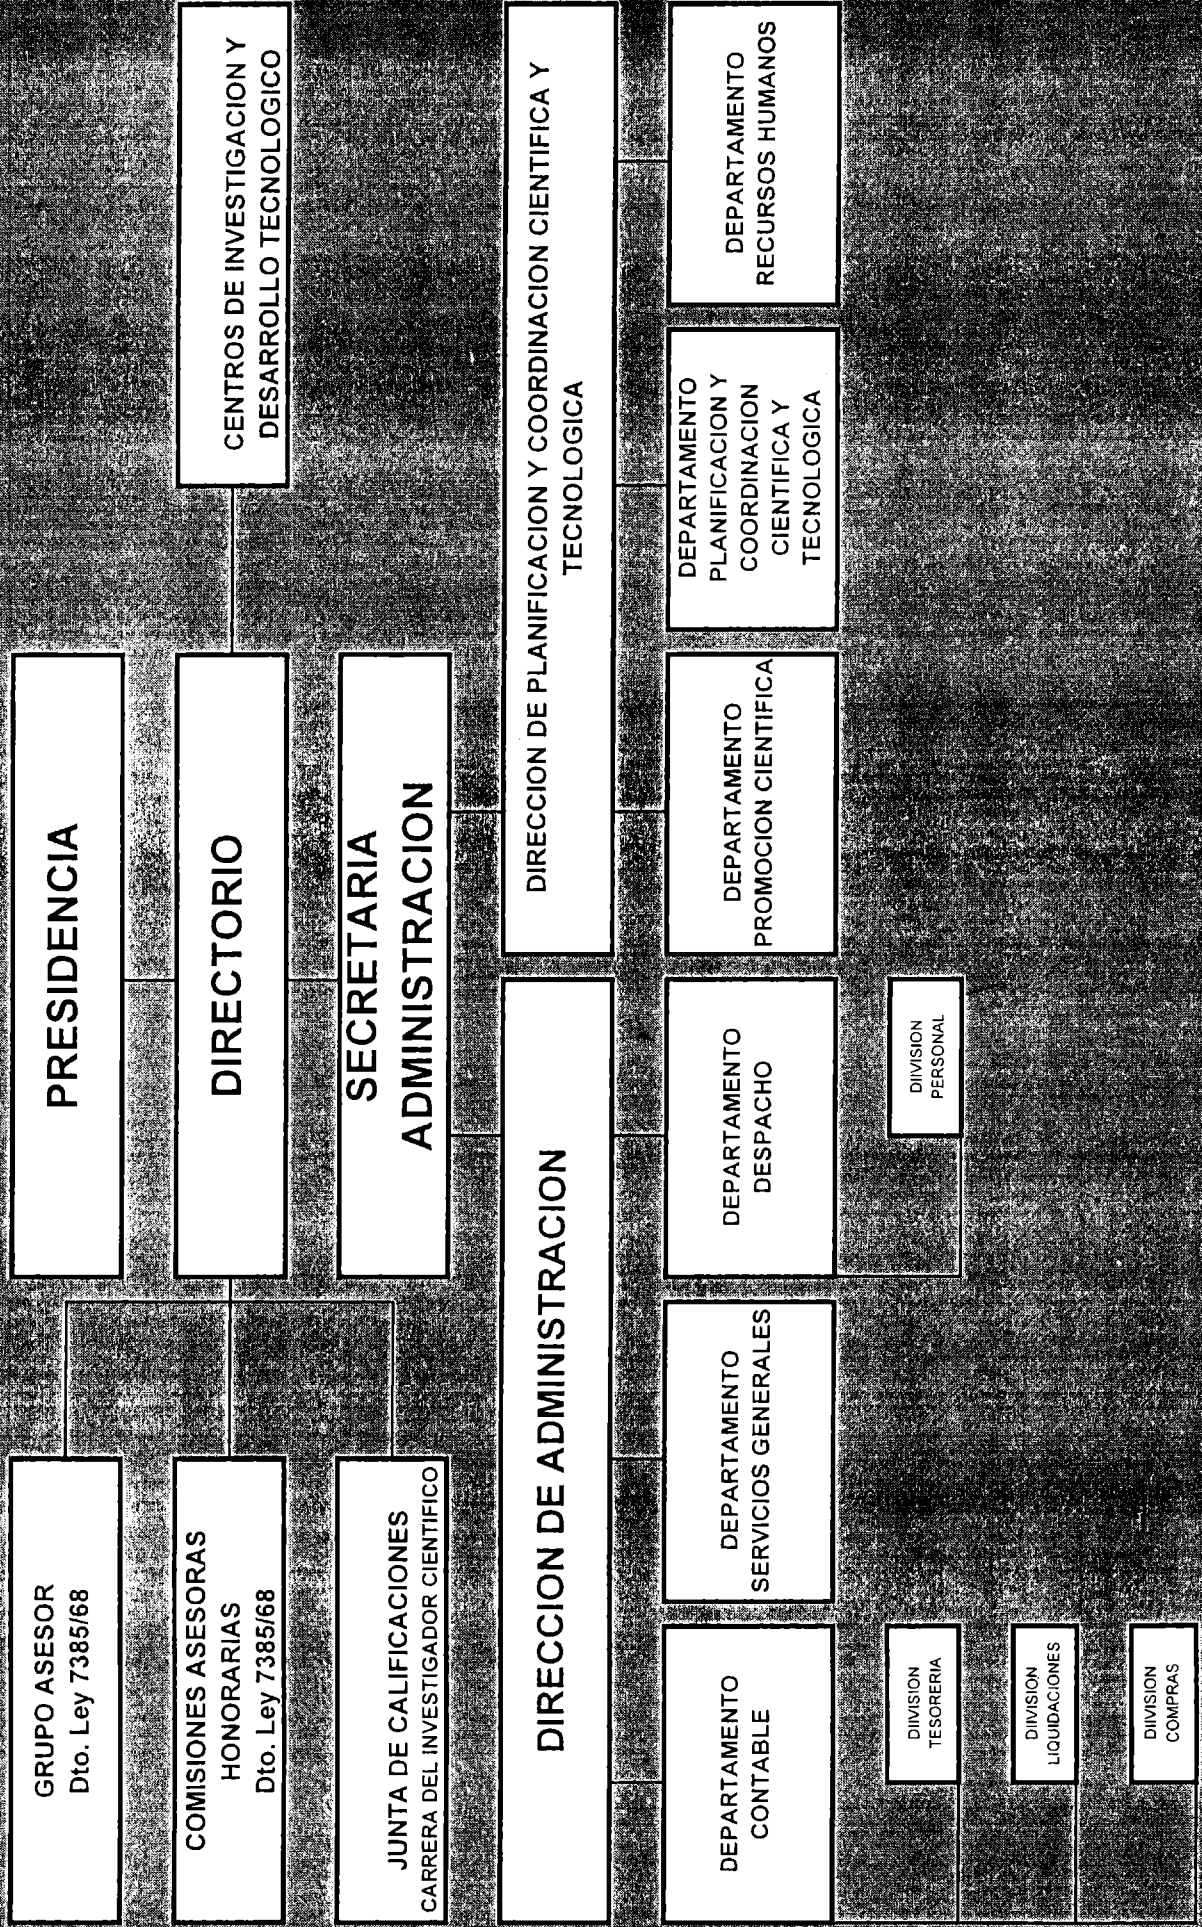 PRESIDENCIA
GRUPO ASESOR
Dto. Ley 7385/68
COMISIONES ASESORAS
HONORARIAS
Dto. Ley 7385/68
DIRECTORIO
CENTROS DE INVESTIGACION Y
DESARROLLO TECNOLOGICO
JUNTA DE CALIFICACIONES
CARRERA DEL INVESTIGADOR CIENTIFICO
SECRETARIA
ADMINISTRACION
DIRECCION DE ADMINISTRACION
DIRECCION DE PLANIFICACION Y COORDINACION CIENTIFICA Y
TECNOLOGICA
DEPARTAMENTO
CONTABLE
DEPARTAMENTO
SERVICIOS GENERALES
DEPARTAMENTO
DESPACHO
DEPARTAMENTO
PROMOCION CIENTIFICA
DEPARTAMENTO
PLANIFICACION Y
COORDINACION
CIENTIFICA Y
TECNOLOGICA
DEPARTAMENTO
RECURSOS HUMANOS
DIIVISION
TESORERIA
DIIVISION
PERSONAL
DIIVISION
LIQUIDACIONES
DIIVISION
COMPRAS